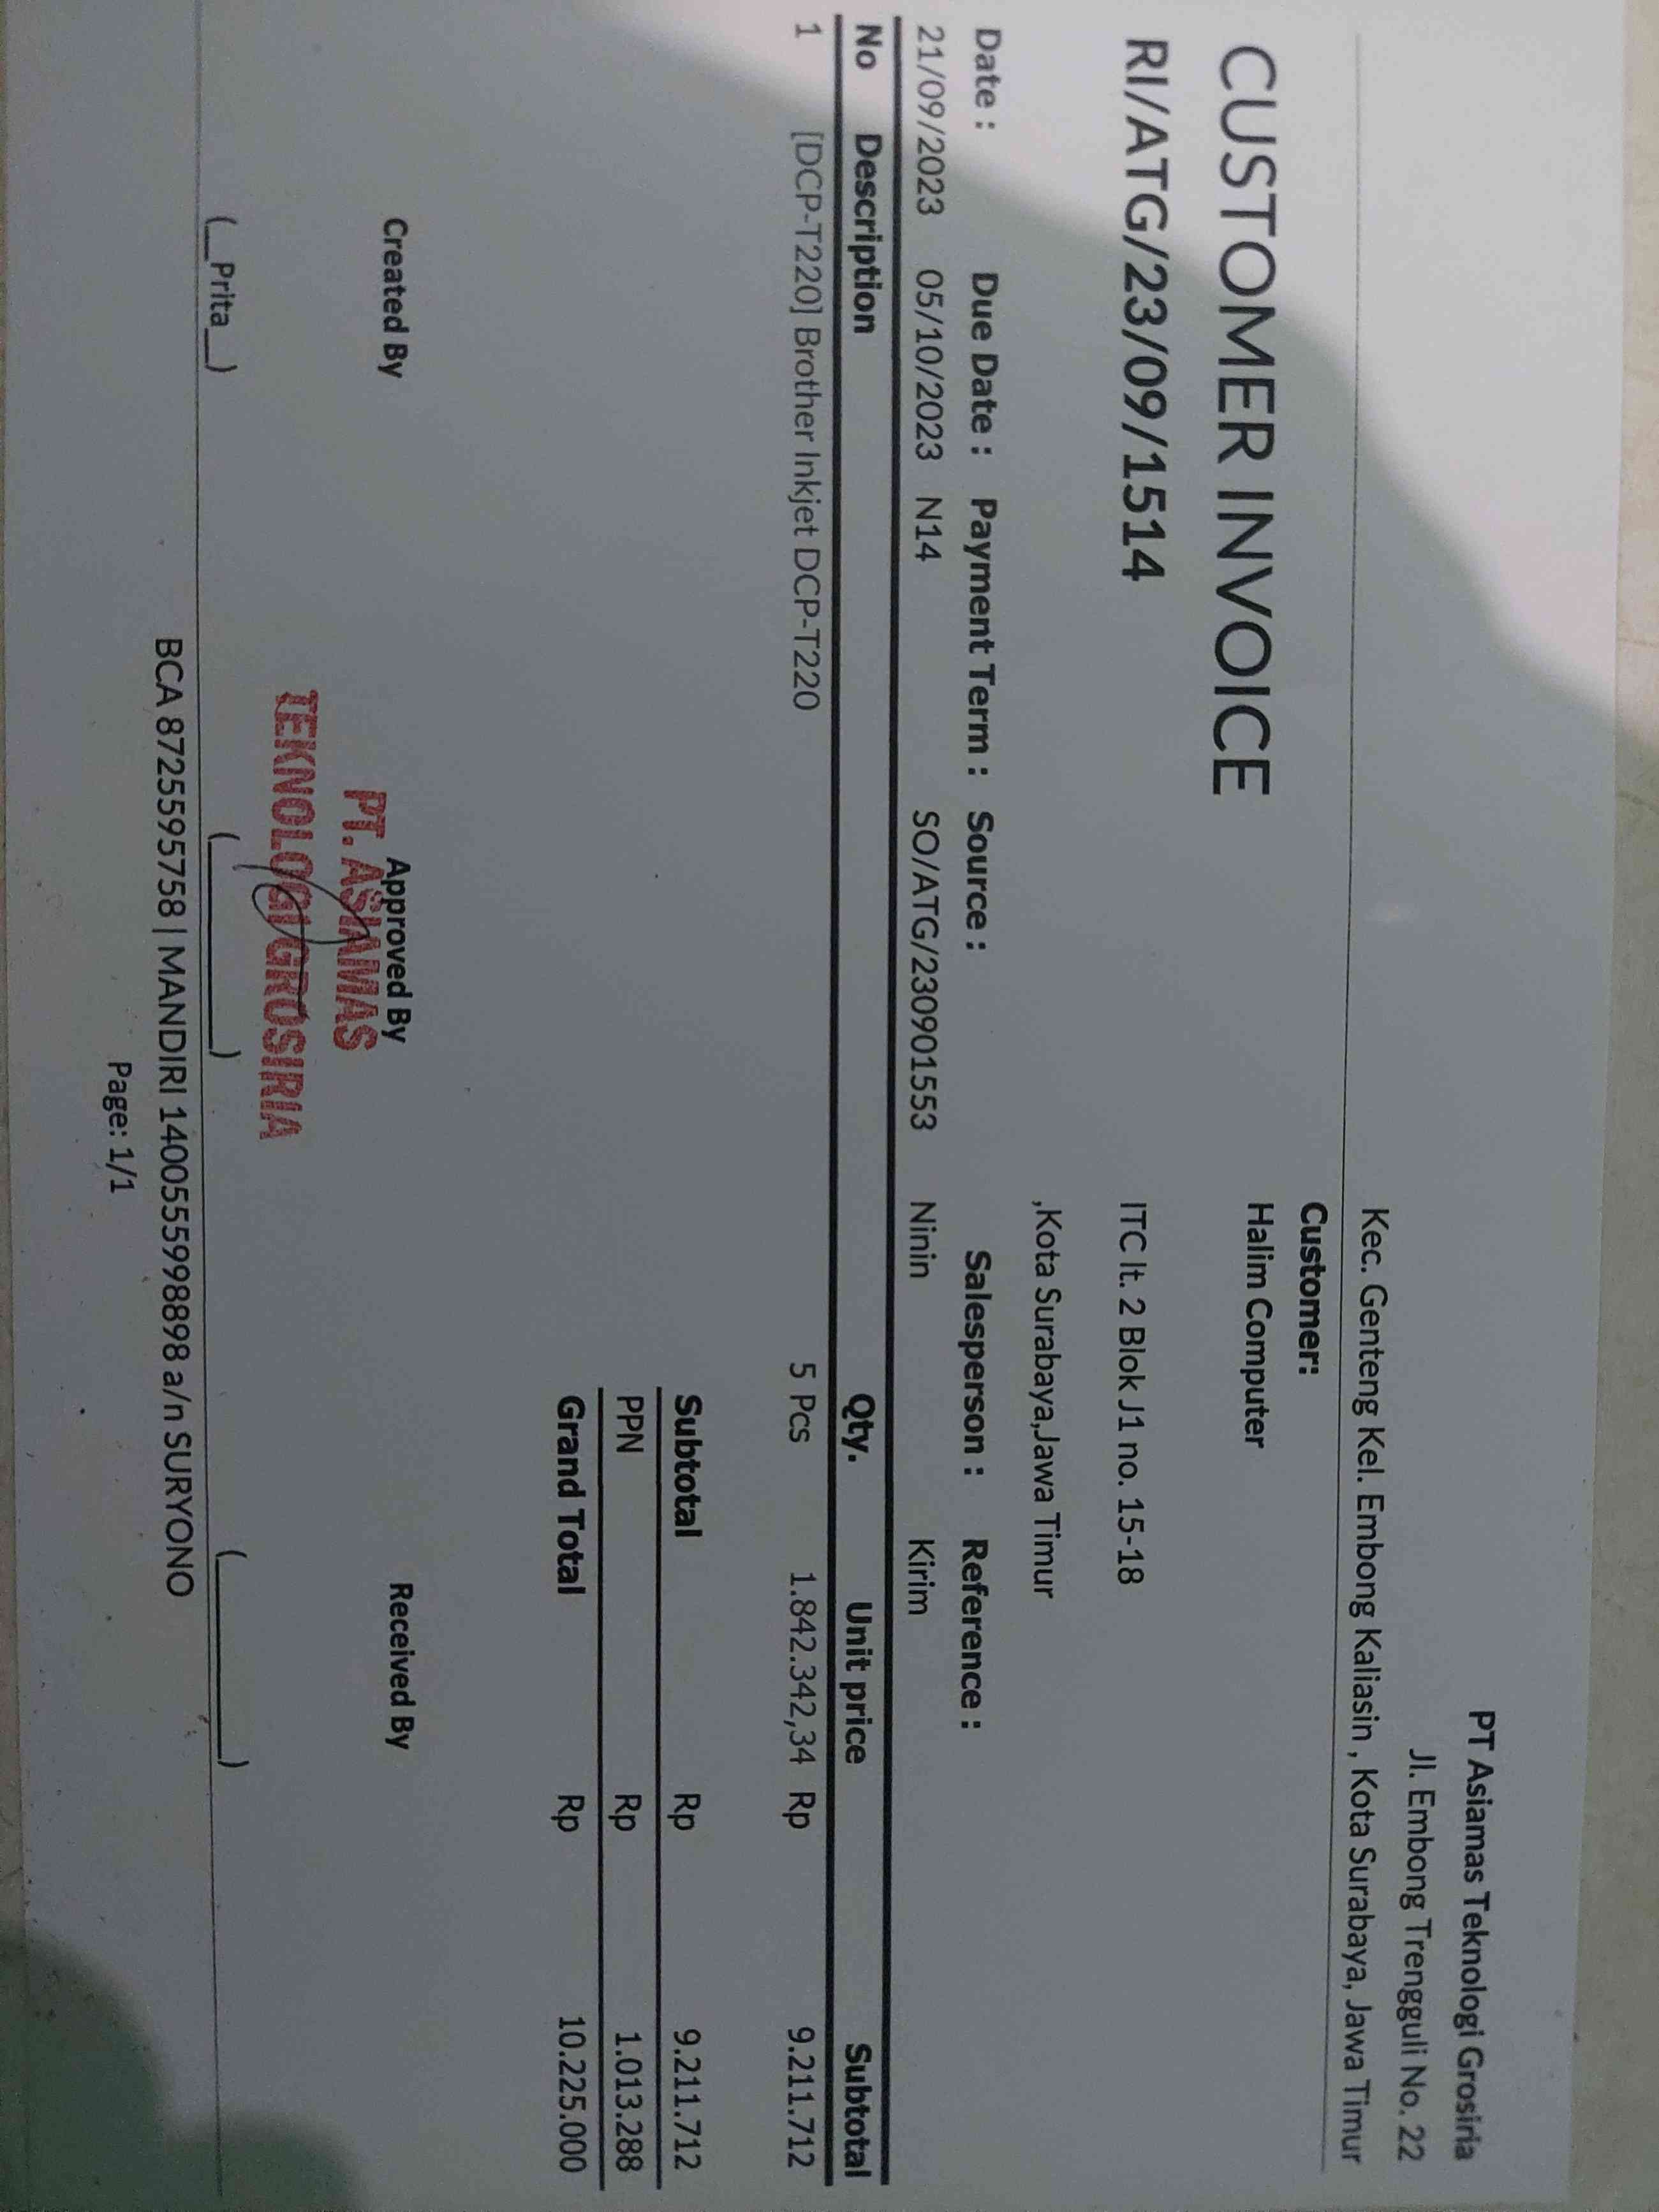 PT Asiamas Teknologi Grosiria
Jl. Embong Trengguli No. 22
Kec. Genteng Kel. Embong Kaliasin , Kota Surabaya, Jawa Timur
Customer:
CUSTOMER INVOICE
Halim Computer
RI/ATG/23/09/1514
ITC lt. 2 Blok J1 no. 15-18
,Kota Surabaya,Jawa Timur
Date : Due Date : Payment Term : Source : Salesperson : Reference :
21/09/2023 05/10/2023 N14 SO/ATG/230901553 Ninin Kirim
No Description Qty. Unit price Subtotal
1 [DCP-T220] Brother Inkjet DCP-T220 5 Pcs 1.842.342,34 Rp 9.211.712
Subtotal Rp 9.211.712
PPN Rp 1.013.288
Grand Total Rp 10.225.000
Created By Approved By Received By
PT. ASIAMAS
TEKNOLOGI GROSIRIA
(__Prita__) (________) (________)
BCA 8725595758 | MANDIRI 1400555998898 a/n SURYONO
Page: 1/1